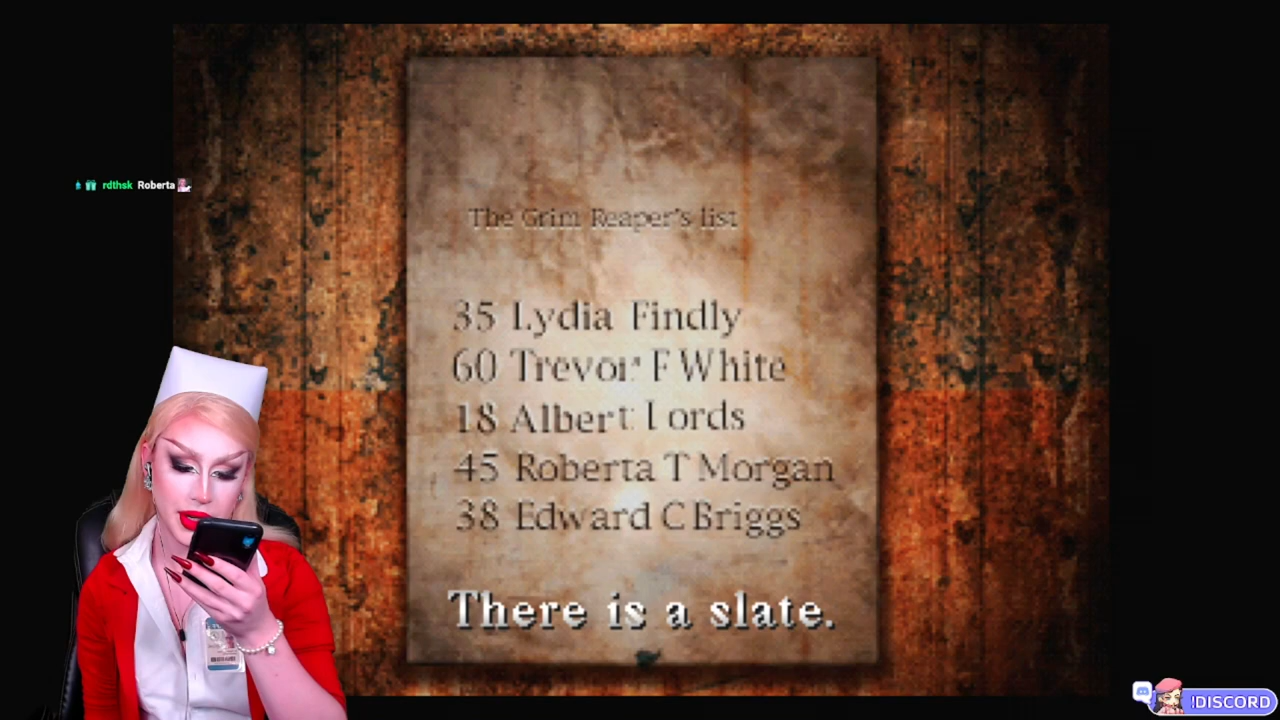 rdthsk Roberta
The Grim Reaper's list
35 Lydia Findly
60 Trevor F White
18 Albert Lords
45 Roberta T Morgan
38 Edward C Briggs
There is a slate.
!DISCORD